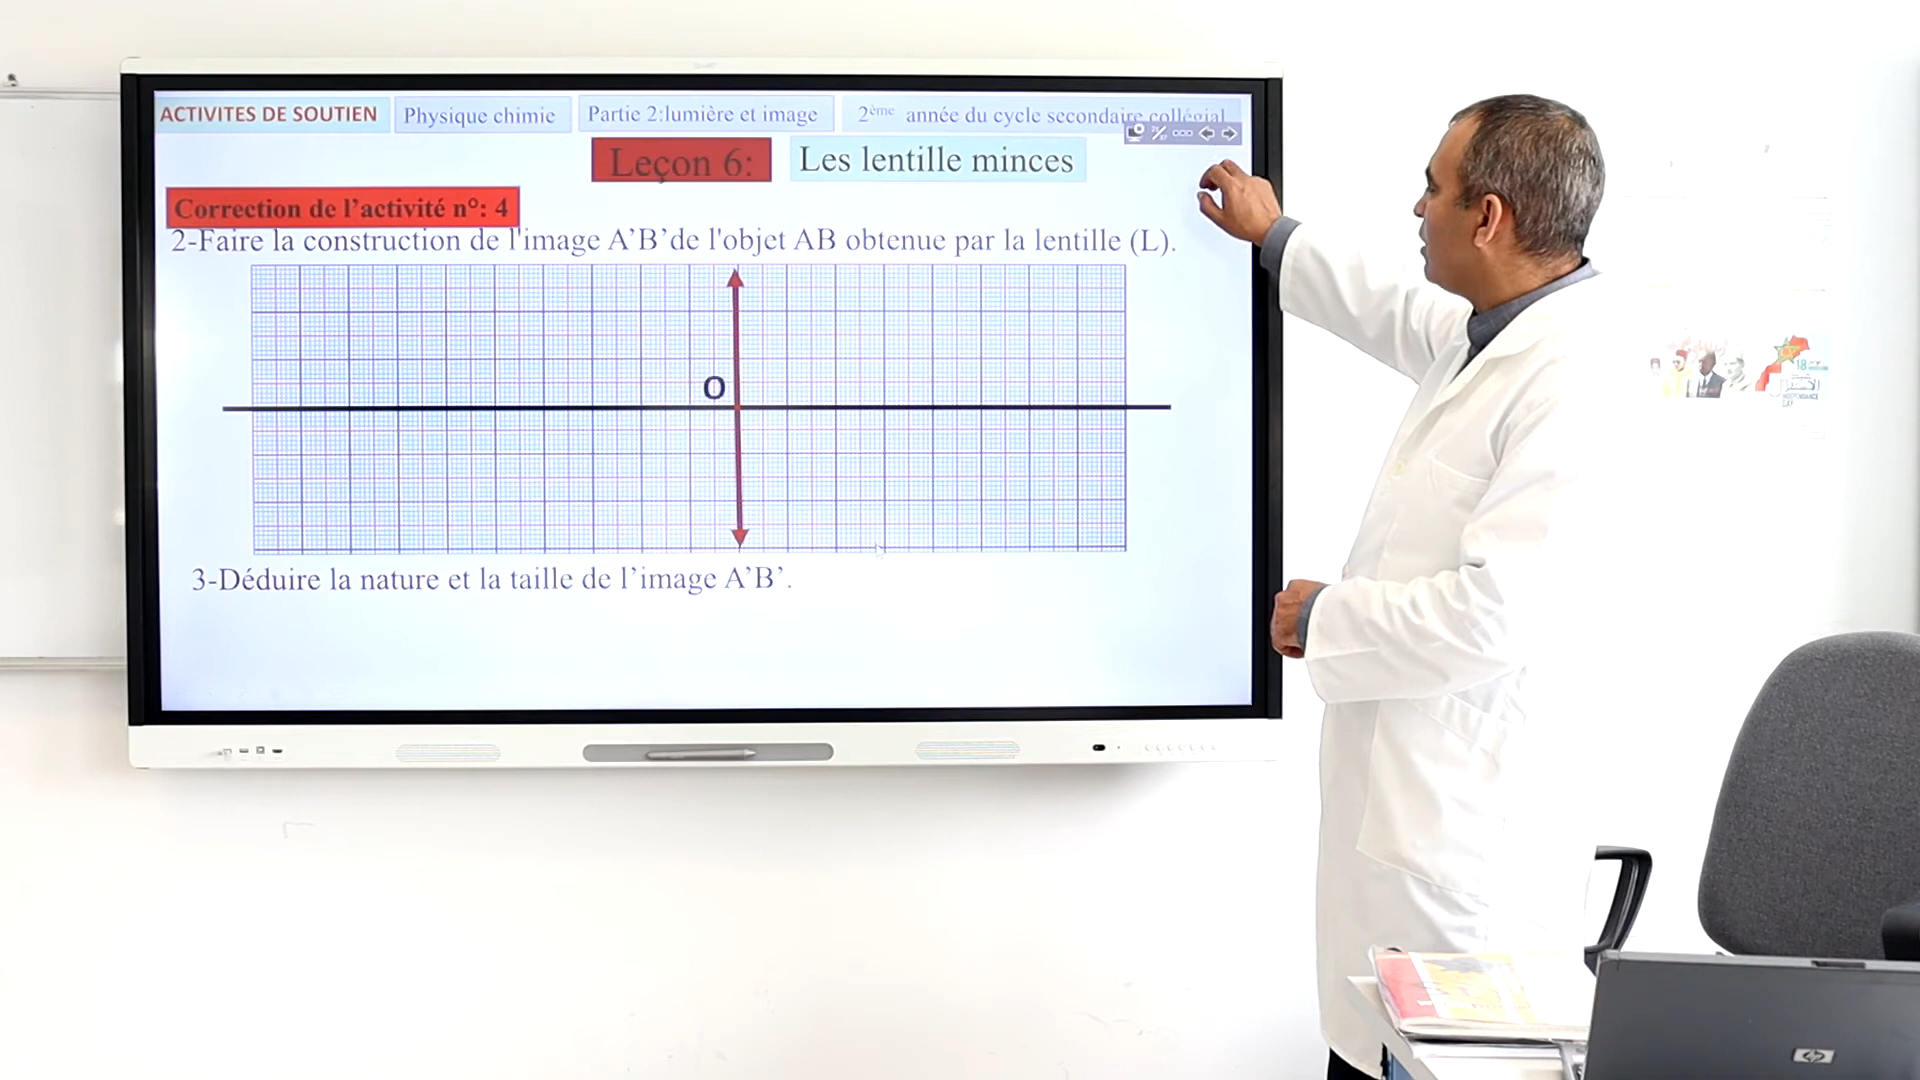 ACTIVITES DE SOUTIEN
Physique chimie
Partie 2:lumière et image
2ème année du cycle secondaire collégial
Leçon 6:
Les lentille minces
Correction de l’activité n°: 4
2-Faire la construction de l'image A’B’de l'objet AB obtenue par la lentille (L).
O
3-Déduire la nature et la taille de l’image A’B’.
18
hp